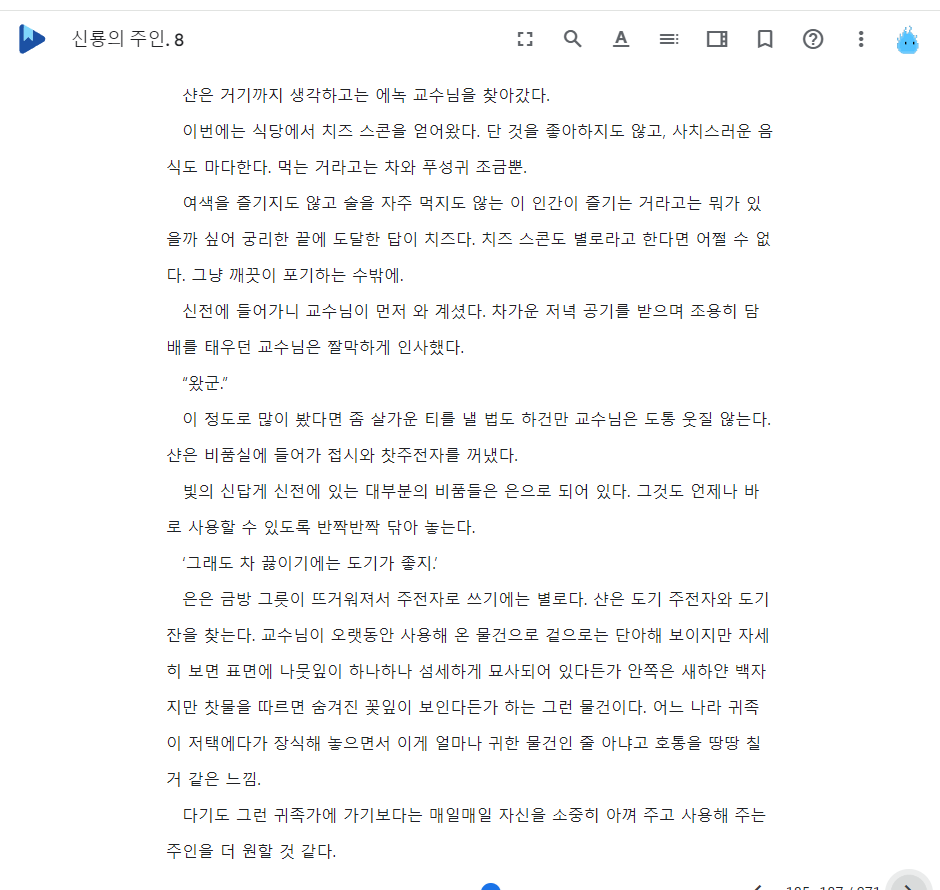 신룡의 주인. 8
샨은 거기까지 생각하고는 에녹 교수님을 찾아갔다.
이번에는 식당에서 치즈 스콘을 얻어왔다. 단 것을 좋아하지도 않고, 사치스러운 음
식도 마다한다. 먹는 거라고는 차와 푸성귀 조금뿐.
여색을 즐기지도 않고 술을 자주 먹지도 않는 이 인간이 즐기는 거라고는 뭐가 있
을까 싶어 궁리한 끝에 도달한 답이 치즈다. 치즈 스콘도 별로라고 한다면 어쩔 수 없
다. 그냥 깨끗이 포기하는 수밖에.
신전에 들어가니 교수님이 먼저 와 계셨다. 차가운 저녁 공기를 받으며 조용히 담
배를 태우던 교수님은 짤막하게 인사했다.
“왔군.”
이 정도로 많이 봤다면 좀 살가운 티를 낼 법도 하건만 교수님은 도통 웃질 않는다.
샨은 비품실에 들어가 접시와 찻주전자를 꺼냈다.
빛의 신답게 신전에 있는 대부분의 비품들은 은으로 되어 있다. 그것도 언제나 바
로 사용할 수 있도록 반짝반짝 닦아 놓는다.
‘그래도 차 끓이기에는 도기가 좋지.’
은은 금방 그릇이 뜨거워져서 주전자로 쓰기에는 별로다. 샨은 도기 주전자와 도기
잔을 찾는다. 교수님이 오랫동안 사용해 온 물건으로 겉으로는 단아해 보이지만 자세
히 보면 표면에 나뭇잎이 하나하나 섬세하게 묘사되어 있다든가 안쪽은 새하얀 백자
지만 찻물을 따르면 숨겨진 꽃잎이 보인다든가 하는 그런 물건이다. 어느 나라 귀족
이 저택에다가 장식해 놓으면서 이게 얼마나 귀한 물건인 줄 아냐고 호통을 땅땅 칠
거 같은 느낌.
다기도 그런 귀족가에 가기보다는 매일매일 자신을 소중히 아껴 주고 사용해 주는
주인을 더 원할 것 같다.